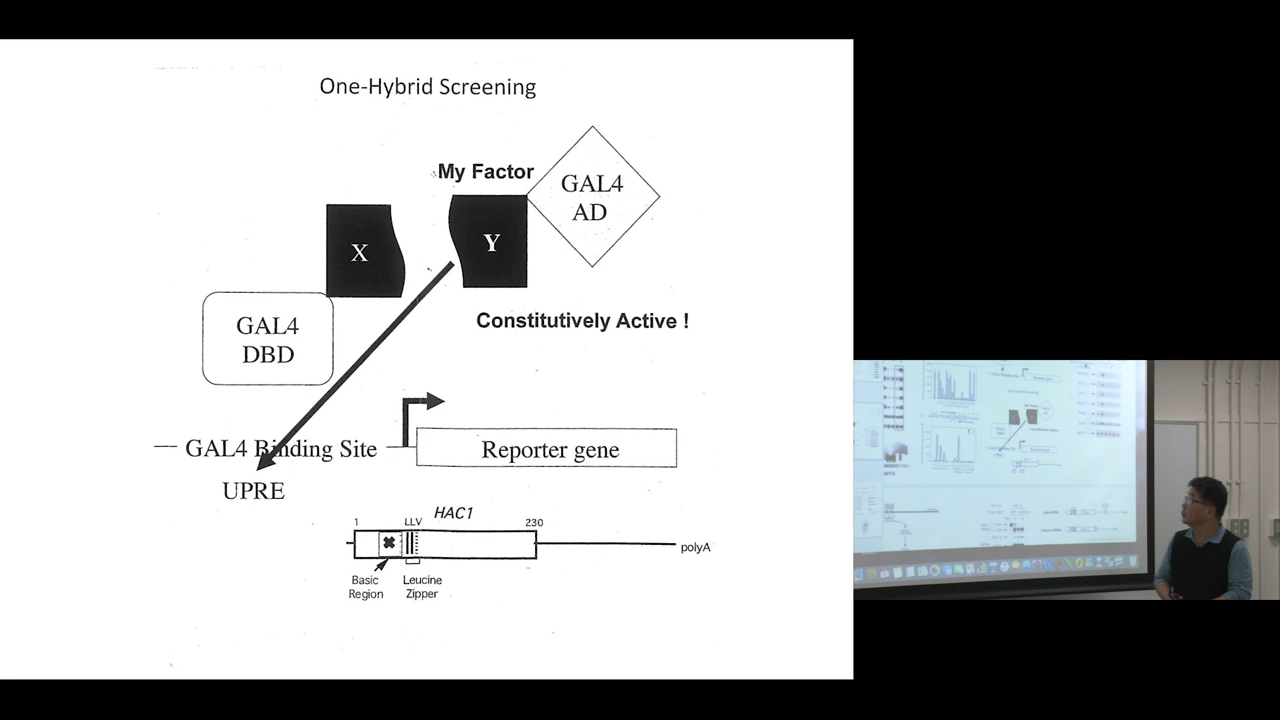 One-Hybrid Screening
My Factor
GAL4
AD
X
Y
Constitutively Active !
GAL4
DBD
GAL4 Binding Site
Reporter gene
UPRE
HAC1
1
LLV
230
polyA
Basic
Region
Leucine
Zipper